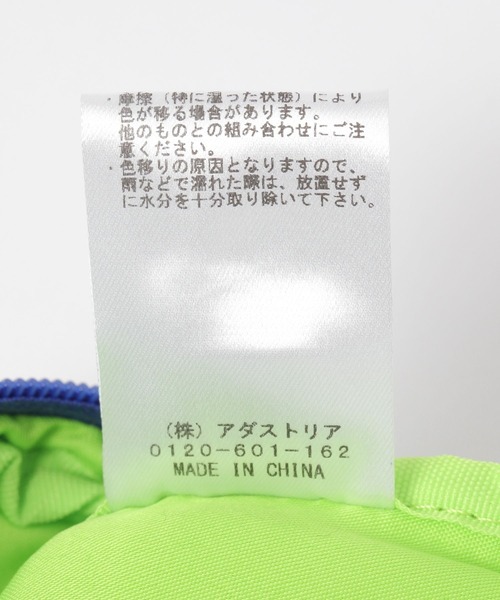 ・摩擦（特に湿った状態）により
色が移る場合があります。
他のものとの組み合わせにご注
意ください。
・色移りの原因となりますので、
雨などで濡れた際は、放置せず
に水分を十分取り除いて下さい。
（株）アダストリア
0120-601-162
MADE IN CHINA